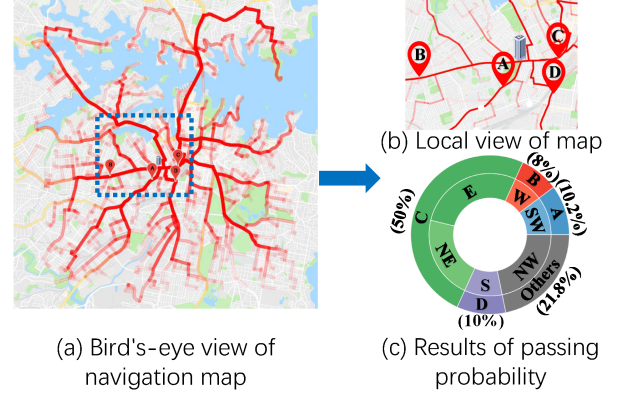 B
A
C
D
B
A
C
D
(b) Local view of map
(50%)
(8%)
(10.2%)
(21.8%)
(10%)
C
E
NE
B
W
A
SW
NW
Others
S
D
(a) Bird's-eye view of
navigation map
(c) Results of passing
probability